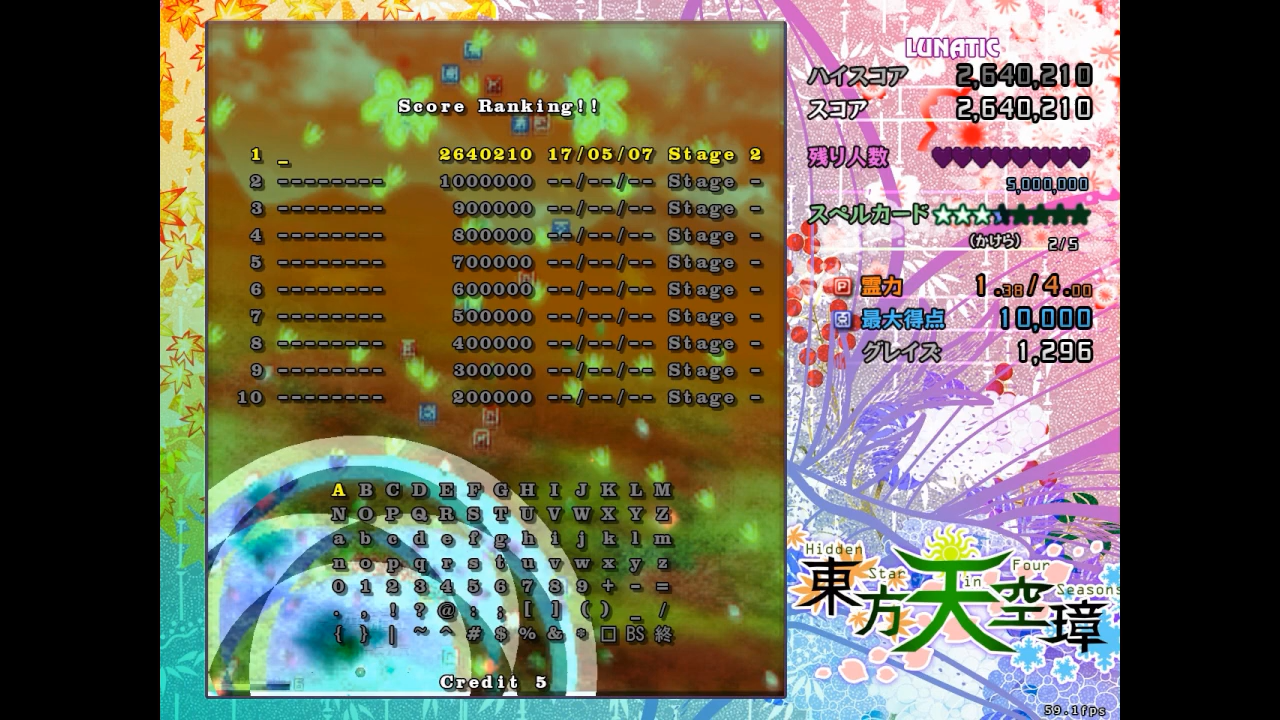 Score Ranking!!
1 _ 2640210 17/05/07 Stage 2
2 -------- 1000000 --/--/-- Stage -
3 -------- 900000 --/--/-- Stage -
4 -------- 800000 --/--/-- Stage -
5 -------- 700000 --/--/-- Stage -
6 -------- 600000 --/--/-- Stage -
7 -------- 500000 --/--/-- Stage -
8 -------- 400000 --/--/-- Stage -
9 -------- 300000 --/--/-- Stage -
10 -------- 200000 --/--/-- Stage -
A B C D E F G H I J K L M
N O P Q R S T U V W X Y Z
a b c d e f g h i j k l m
n o p q r s t u v w x y z
0 1 2 3 4 5 6 7 8 9 + - =
. , ! ? @ : ; [ ] ( ) _ /
{ } | ~ ^ # $ % & * □ BS 終
Credit 5
LUNATIC
ハイスコア 2,640,210
スコア 2,640,210
残り人数
5,000,000
スペルカード
(かけら) 2/5
P 霊力 1.38/4.00
最大得点 10,000
グレイズ 1,296
Hidden Star in Four Seasons
東方天空璋
59.1fps